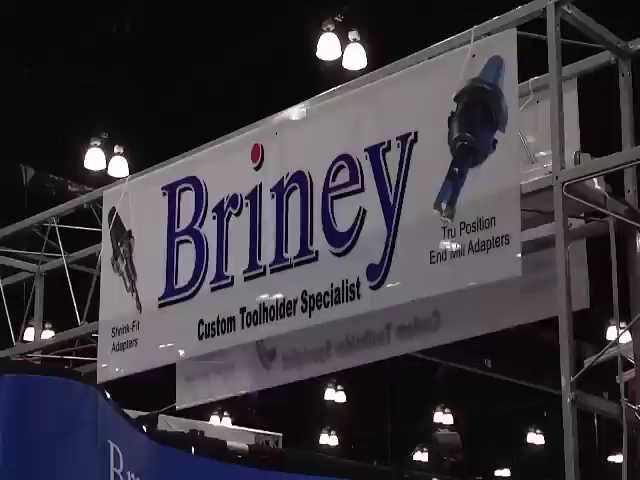 Briney
Custom Toolholder Specialist
Shrink-Fit
Adapters
Tru Position
End Mill Adapters